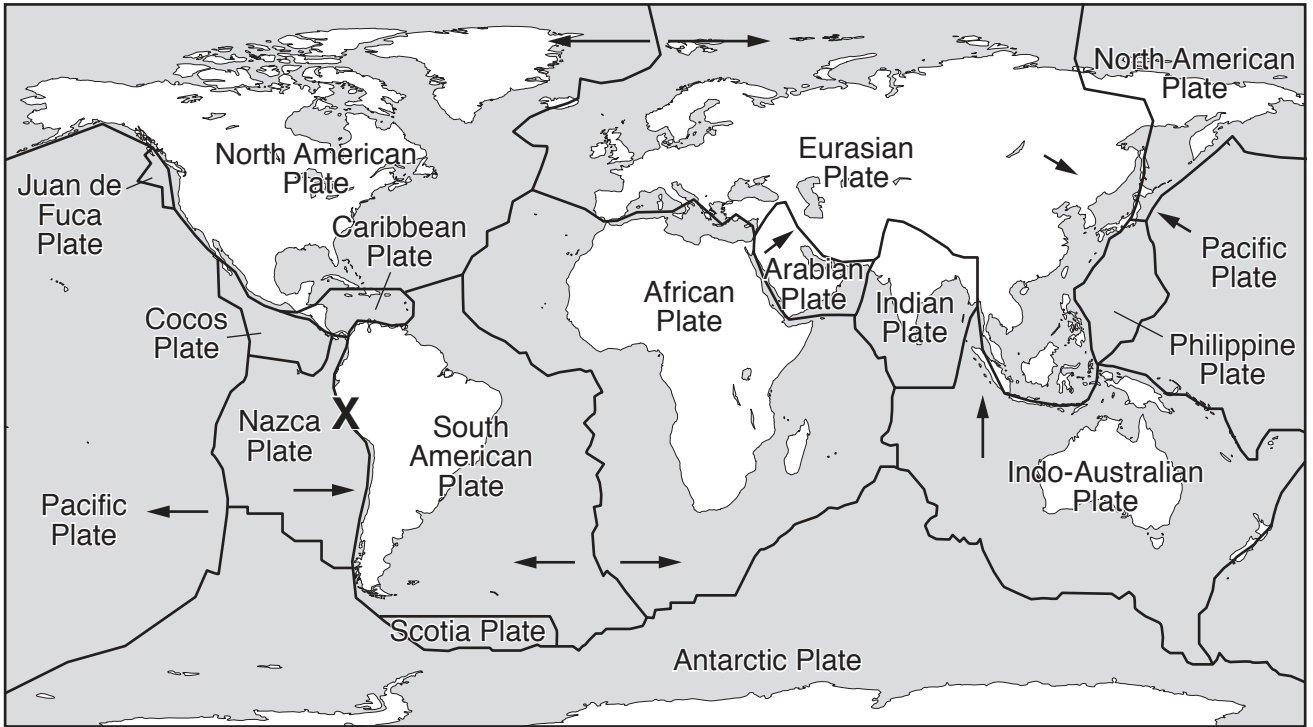 North American
Plate
North American
Plate
Eurasian
Plate
Juan de
Fuca
Plate
Caribbean
Plate
Pacific
Plate
Arabian
Plate
African
Plate
Indian
Plate
Cocos
Plate
Philippine
Plate
X
Nazca
Plate
South
American
Plate
Indo-Australian
Plate
Pacific
Plate
Scotia Plate
Antarctic Plate